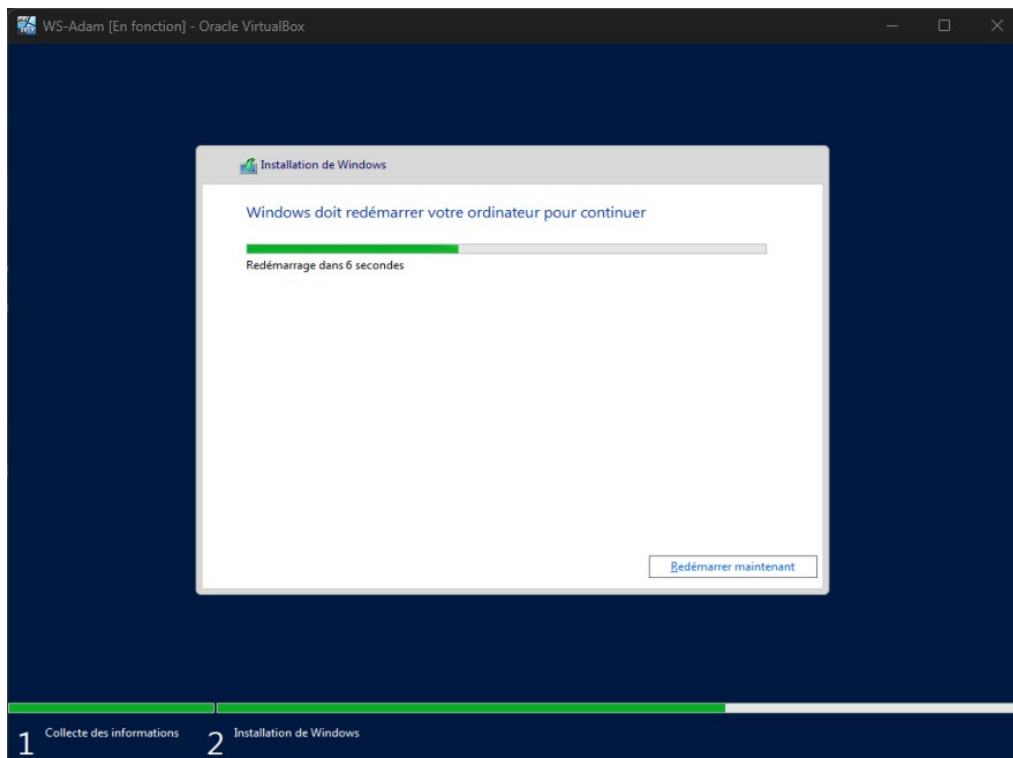 WS-Adam [En fonction] - Oracle VirtualBox
Installation de Windows
Windows doit redémarrer votre ordinateur pour continuer
Redémarrage dans 6 secondes
Redémarrer maintenant
1 Collecte des informations 2 Installation de Windows